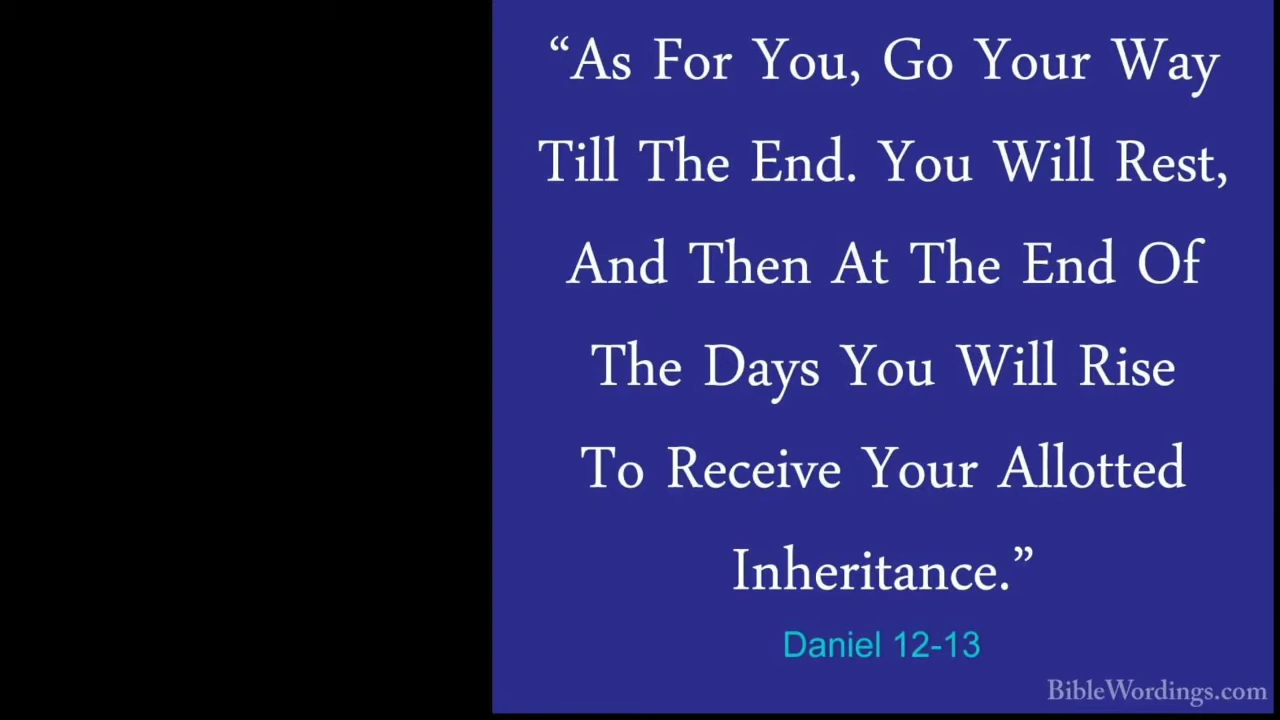 “As For You, Go Your Way
Till The End. You Will Rest,
And Then At The End Of
The Days You Will Rise
To Receive Your Allotted
Inheritance.”
Daniel 12-13
BibleWordings.com